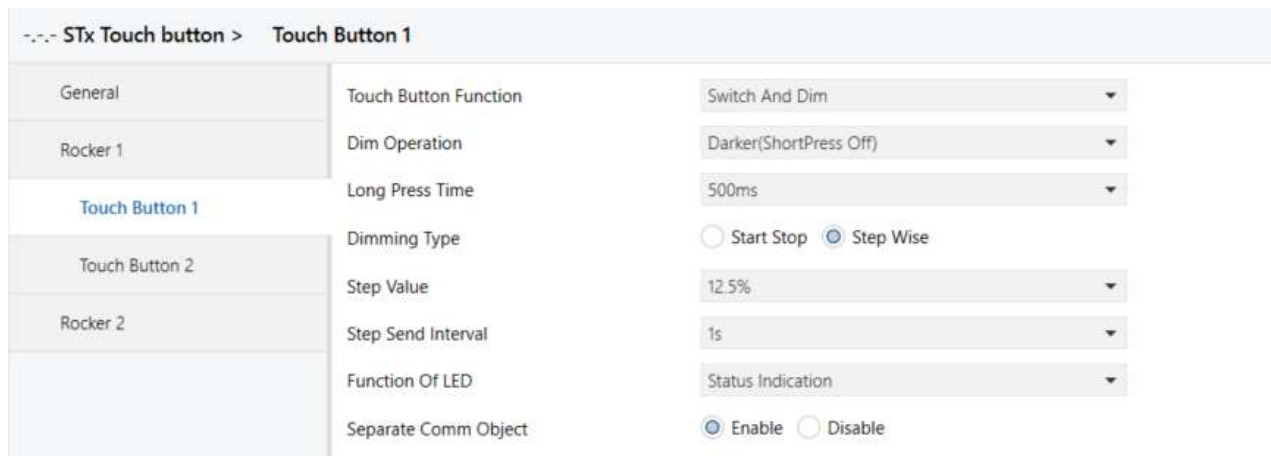 -.-.- STx Touch button > Touch Button 1
General
Rocker 1
Touch Button 1
Touch Button 2
Rocker 2
Touch Button Function Switch And Dim
Dim Operation Darker(ShortPress Off)
Long Press Time 500ms
Dimming Type Start Stop Step Wise
Step Value 12.5%
Step Send Interval 1s
Function Of LED Status Indication
Separate Comm Object Enable Disable